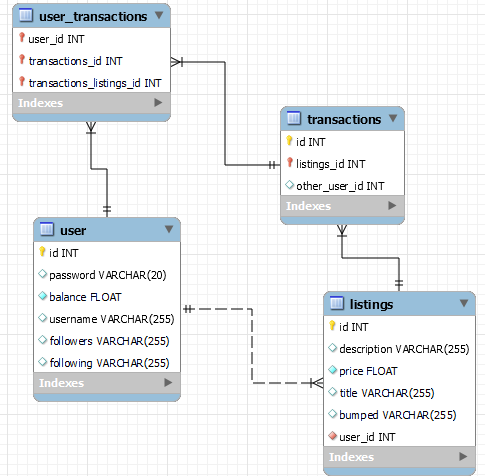 user_transactions
user_id INT
transactions_id INT
transactions_listings_id INT
Indexes
transactions
id INT
listings_id INT
other_user_id INT
Indexes
user
id INT
password VARCHAR(20)
balance FLOAT
username VARCHAR(255)
followers VARCHAR(255)
following VARCHAR(255)
Indexes
listings
id INT
description VARCHAR(255)
price FLOAT
title VARCHAR(255)
bumped VARCHAR(255)
user_id INT
Indexes